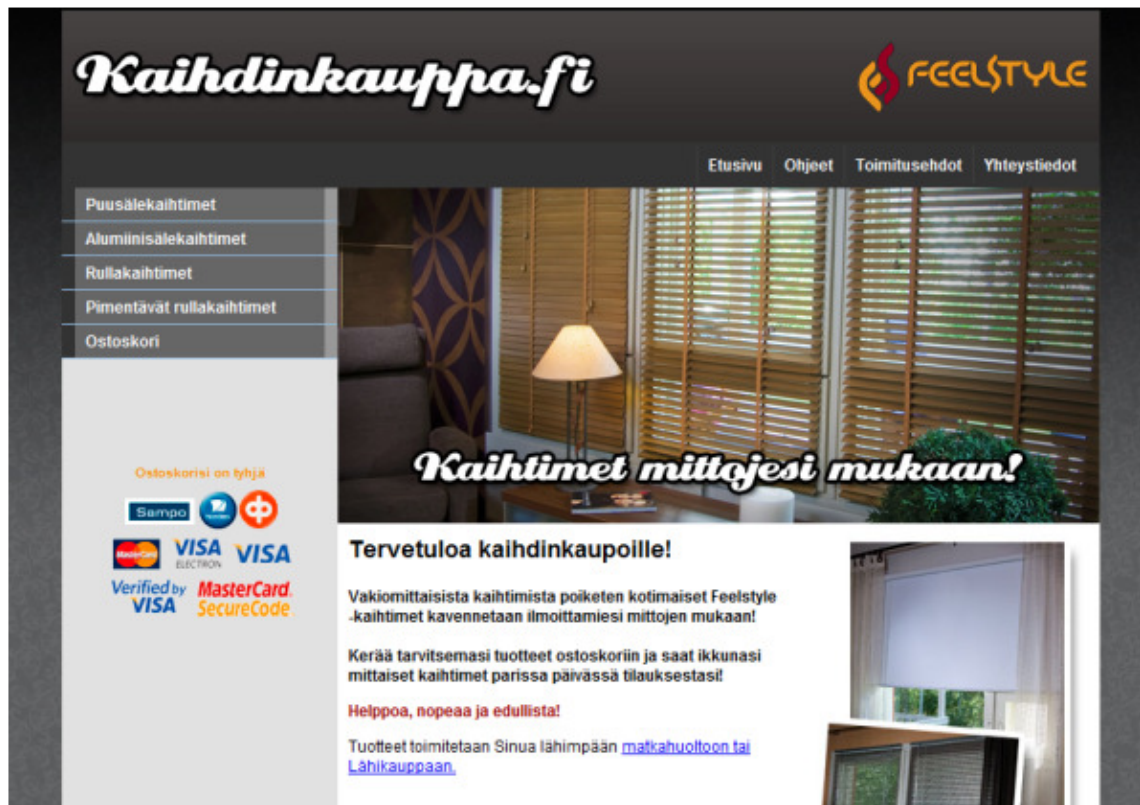 Kaihdinkauppa.fi
FEELSTYLE
Etusivu Ohjeet Toimitusehdot Yhteystiedot
Puusälekaihtimet
Alumiinisälekaihtimet
Rullakaihtimet
Pimentävät rullakaihtimet
Ostoskori
Kaihtimet mittojesi mukaan!
Ostoskorisi on tyhjä
Sampo
MasterCard VISA ELECTRON VISA
Verified by VISA MasterCard. SecureCode.
Tervetuloa kaihdinkaupoille!
Vakiomittaisista kaihtimista poiketen kotimaiset Feelstyle
-kaihtimet kavennetaan ilmoittamiesi mittojen mukaan!
Kerää tarvitsemasi tuotteet ostoskoriin ja saat ikkunasi
mittaiset kaihtimet parissa päivässä tilauksestasi!
Helppoa, nopeaa ja edullista!
Tuotteet toimitetaan Sinua lähimpään matkahuoltoon tai
Lähikauppaan.